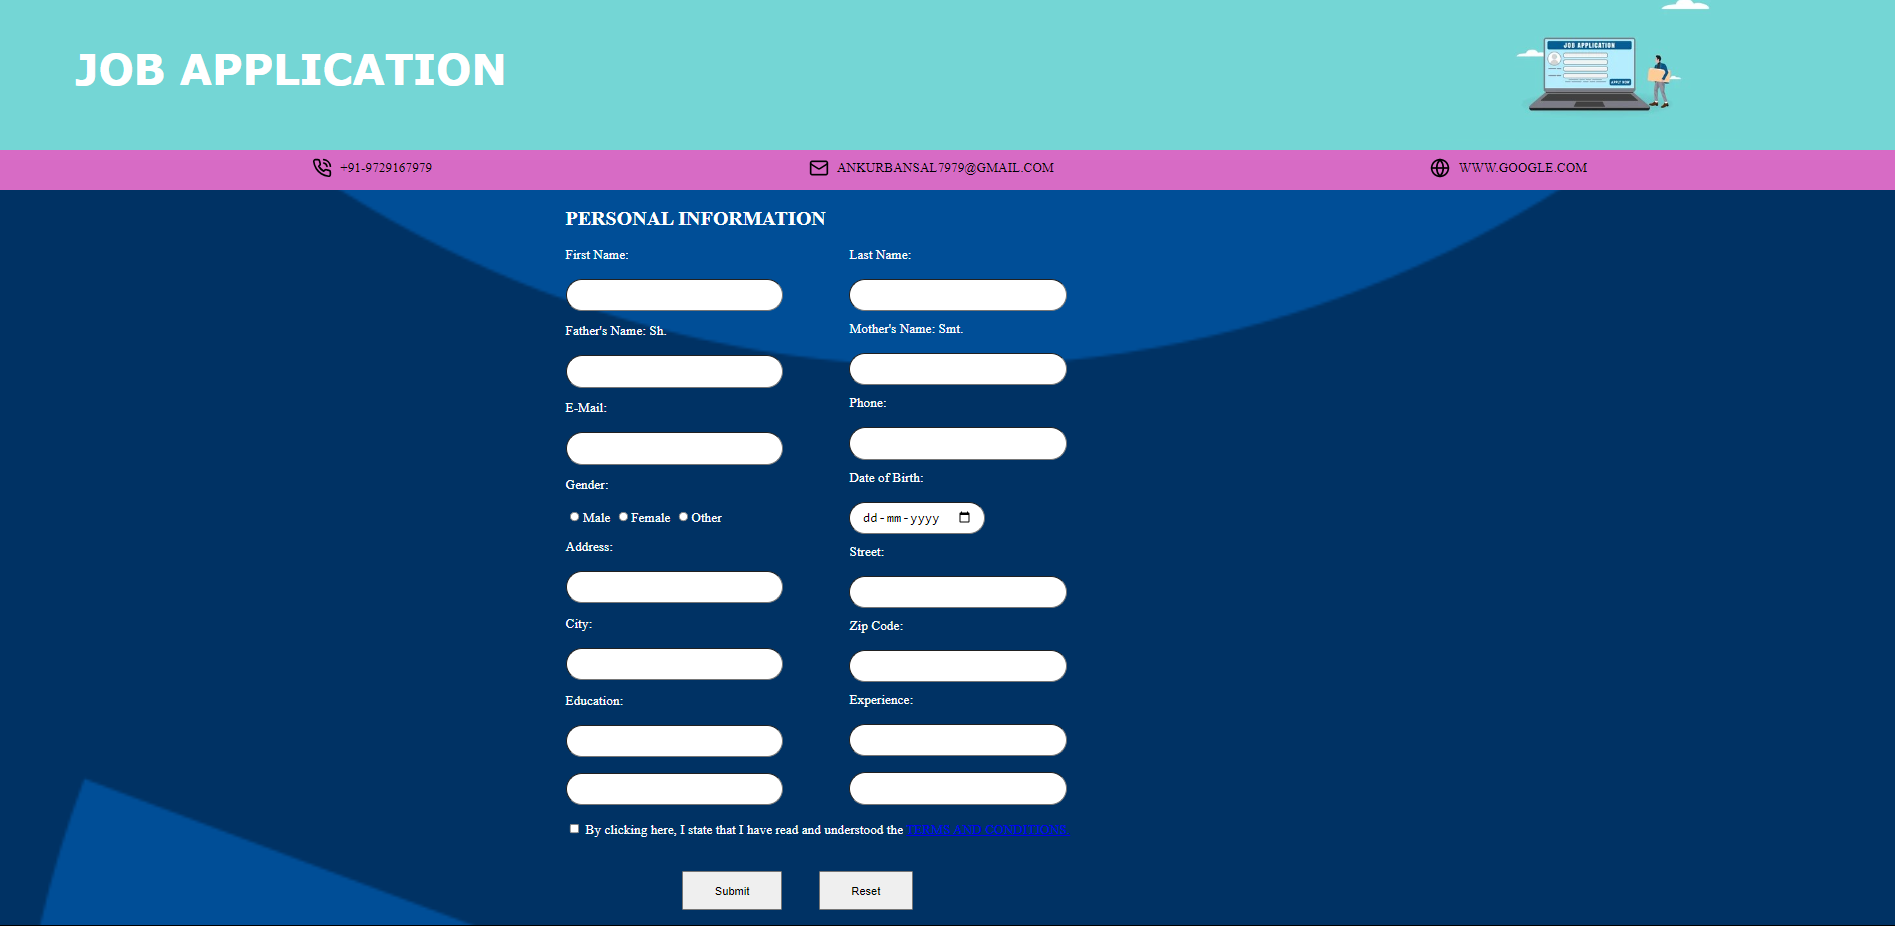 JOB APPLICATION
JOB APPLICATION
APPLY NOW
+91-9729167979
ANKURBANSAL7979@GMAIL.COM
WWW.GOOGLE.COM
PERSONAL INFORMATION
First Name:
Last Name:
Father's Name: Sh.
Mother's Name: Smt.
E-Mail:
Phone:
Gender:
Date of Birth:
Male Female Other
dd-mm-yyyy
Address:
Street:
City:
Zip Code:
Education:
Experience:
By clicking here, I state that I have read and understood the TERMS AND CONDITIONS
Submit
Reset